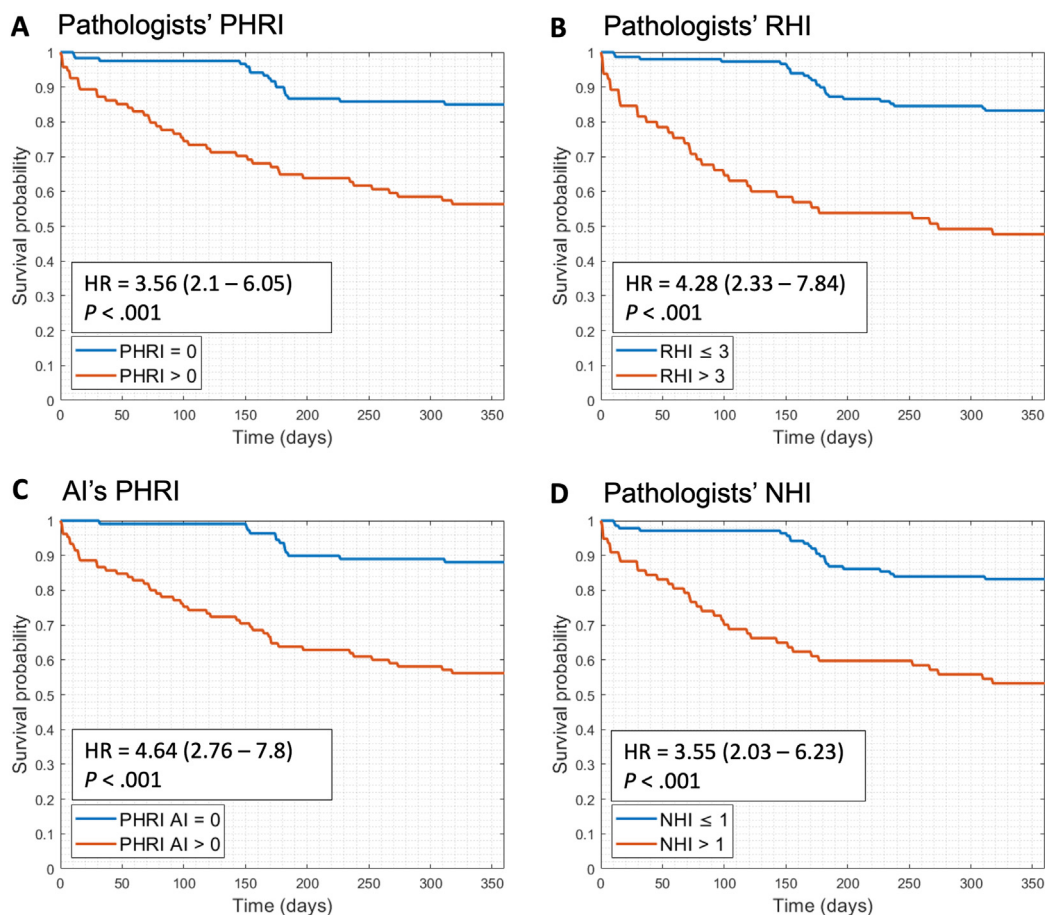 A Pathologists' PHRI
1
0.9
0.8
0.7
0.6
0.5
0.4
0.3
0.2
0.1
0
Survival probability
HR = 3.56 (2.1 – 6.05)
P < .001
PHRI = 0
PHRI > 0
0 50 100 150 200 250 300 350
Time (days)
B Pathologists' RHI
1
0.9
0.8
0.7
0.6
0.5
0.4
0.3
0.2
0.1
0
Survival probability
HR = 4.28 (2.33 – 7.84)
P < .001
RHI ≤ 3
RHI > 3
0 50 100 150 200 250 300 350
Time (days)
C AI's PHRI
1
0.9
0.8
0.7
0.6
0.5
0.4
0.3
0.2
0.1
0
Survival probability
HR = 4.64 (2.76 – 7.8)
P < .001
PHRI AI = 0
PHRI AI > 0
0 50 100 150 200 250 300 350
Time (days)
D Pathologists' NHI
1
0.9
0.8
0.7
0.6
0.5
0.4
0.3
0.2
0.1
0
Survival probability
HR = 3.55 (2.03 – 6.23)
P < .001
NHI ≤ 1
NHI > 1
0 50 100 150 200 250 300 350
Time (days)